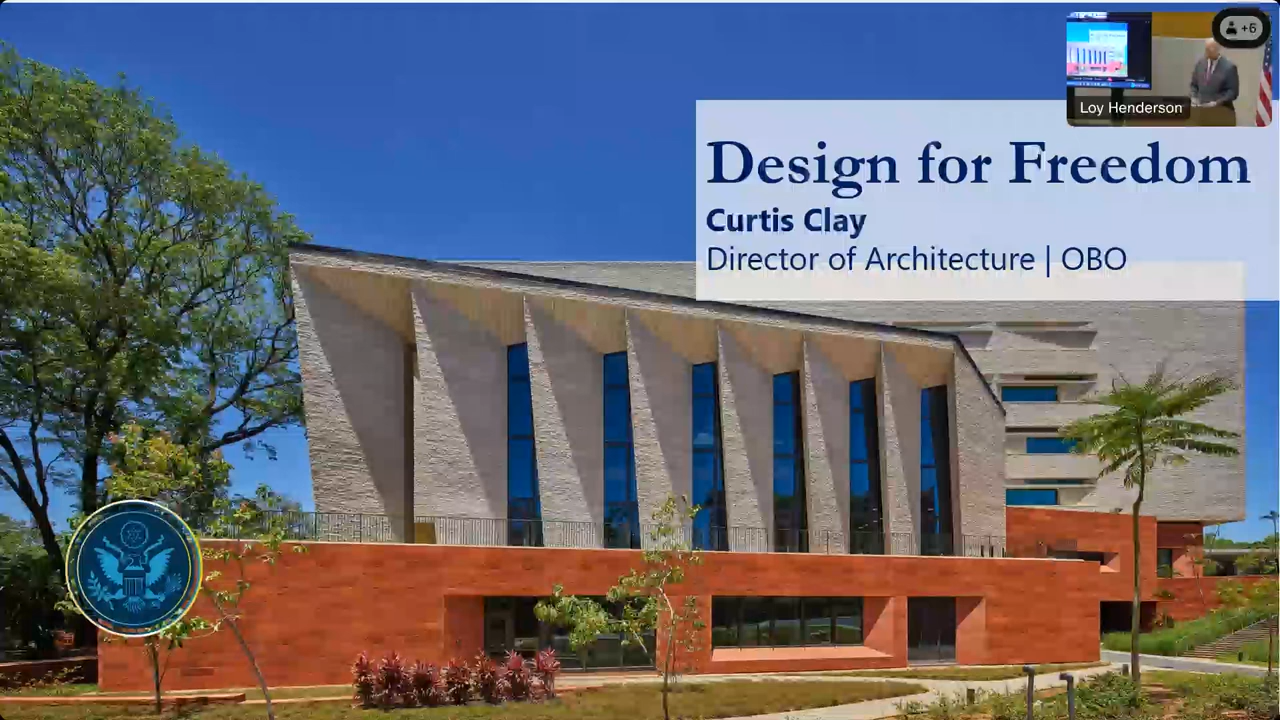 +6
Loy Henderson
Design for Freedom
Curtis Clay
Director of Architecture | OBO